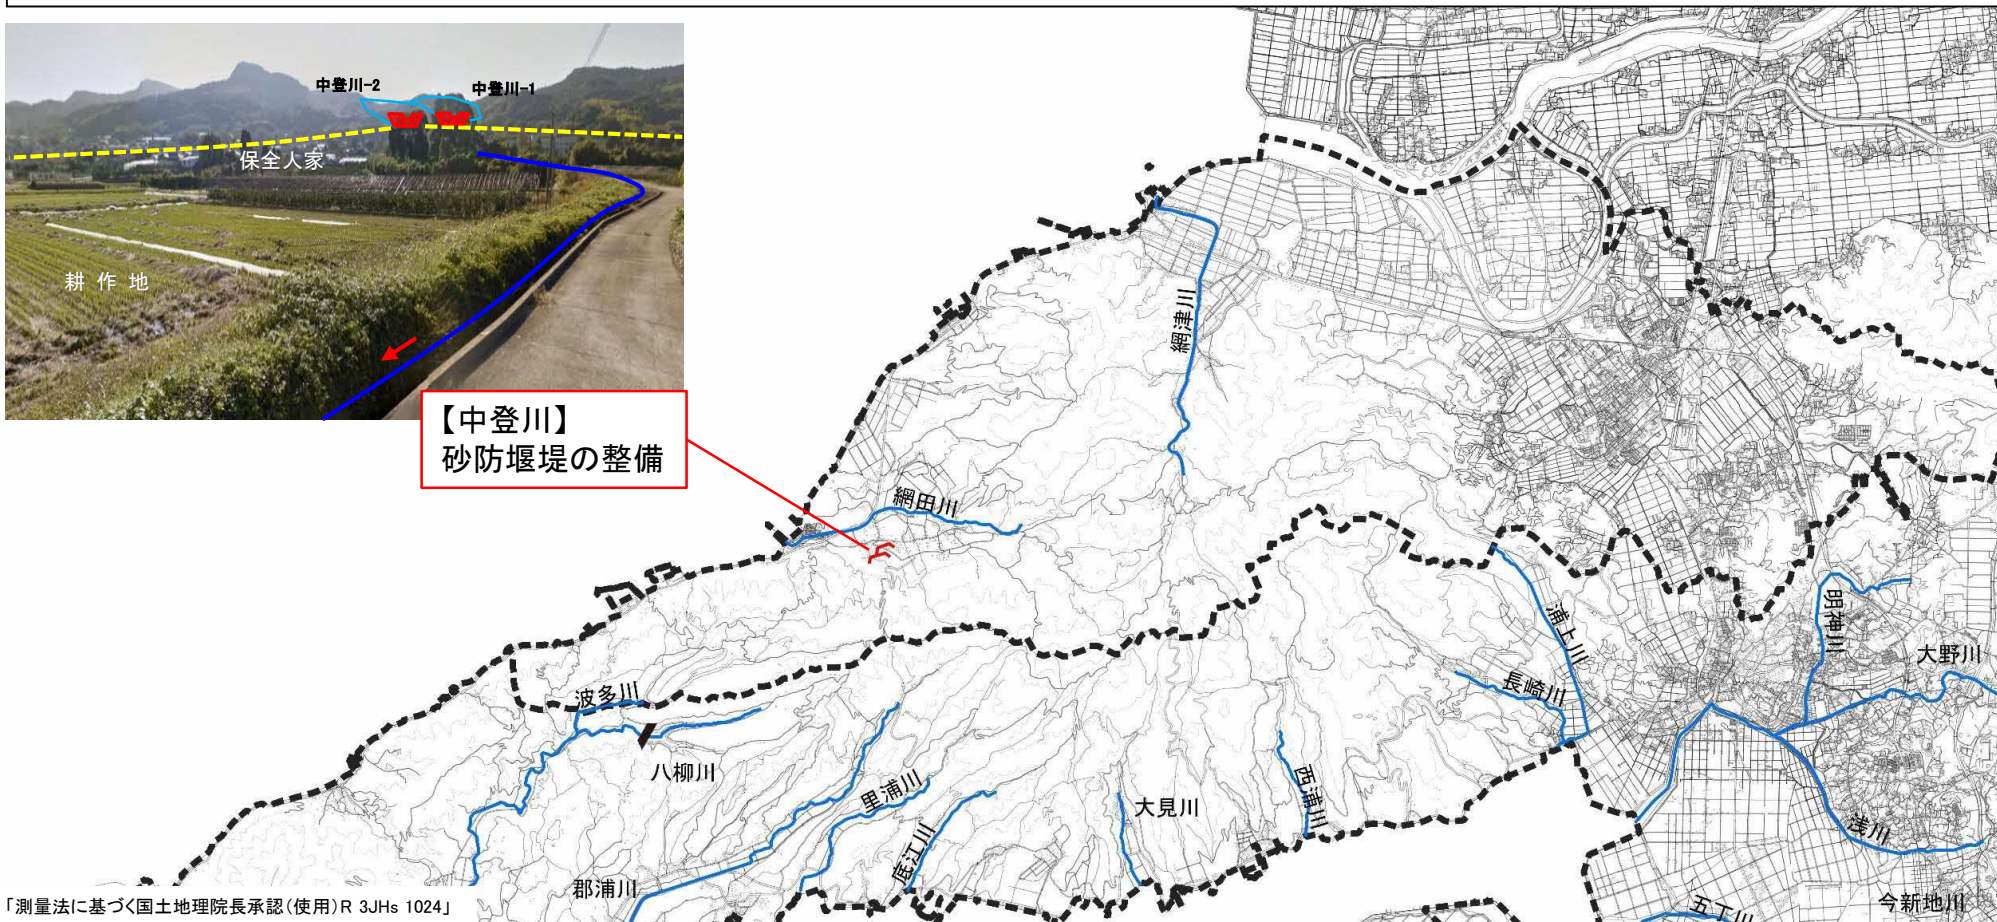 中登川-2
中登川-1
保全人家
耕 作 地
【中登川】
砂防堰堤の整備
網津川
網田川
浦上川
長崎川
明神川
大野川
波多川
八柳川
里浦川
底江川
大見川
西浦川
浅川
郡浦川
五丁川
今新地川
「測量法に基づく国土地理院長承認(使用)R 3JHs 1024」